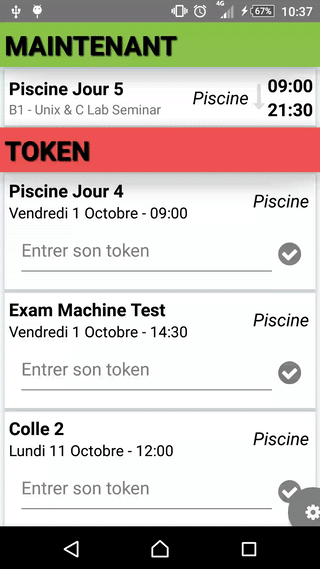 4G 67% 10:37
MAINTENANT
Piscine Jour 5 Piscine 09:00
B1 - Unix & C Lab Seminar 21:30
TOKEN
Piscine Jour 4 Piscine
Vendredi 1 Octobre - 09:00
Entrer son token
Exam Machine Test Piscine
Vendredi 1 Octobre - 14:30
Entrer son token
Colle 2 Piscine
Lundi 11 Octobre - 12:00
Entrer son token